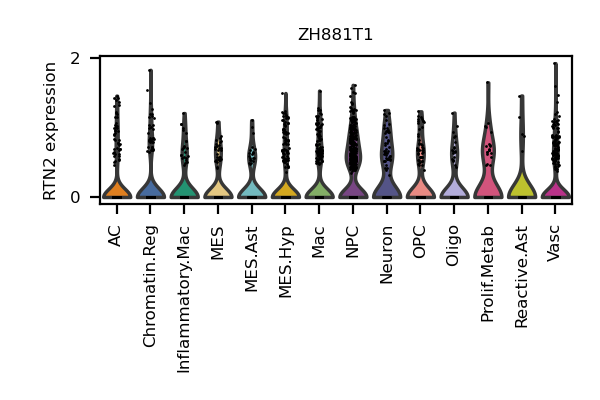 ZH881T1
RTN2 expression
2
0
AC
Chromatin.Reg
Inflammatory.Mac
MES
MES.Ast
MES.Hyp
Mac
NPC
Neuron
OPC
Oligo
Prolif.Metab
Reactive.Ast
Vasc